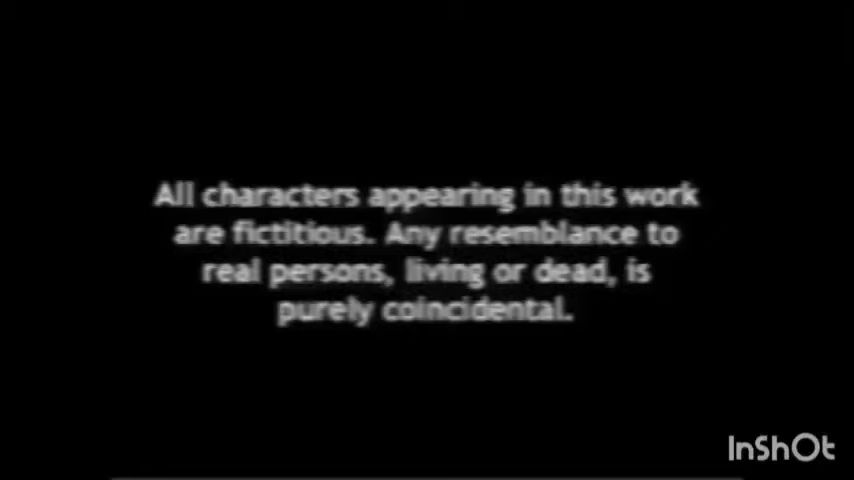 All characters appearing in this work
are fictitious. Any resemblance to
real persons, living or dead, is
purely coincidental.
InShOt